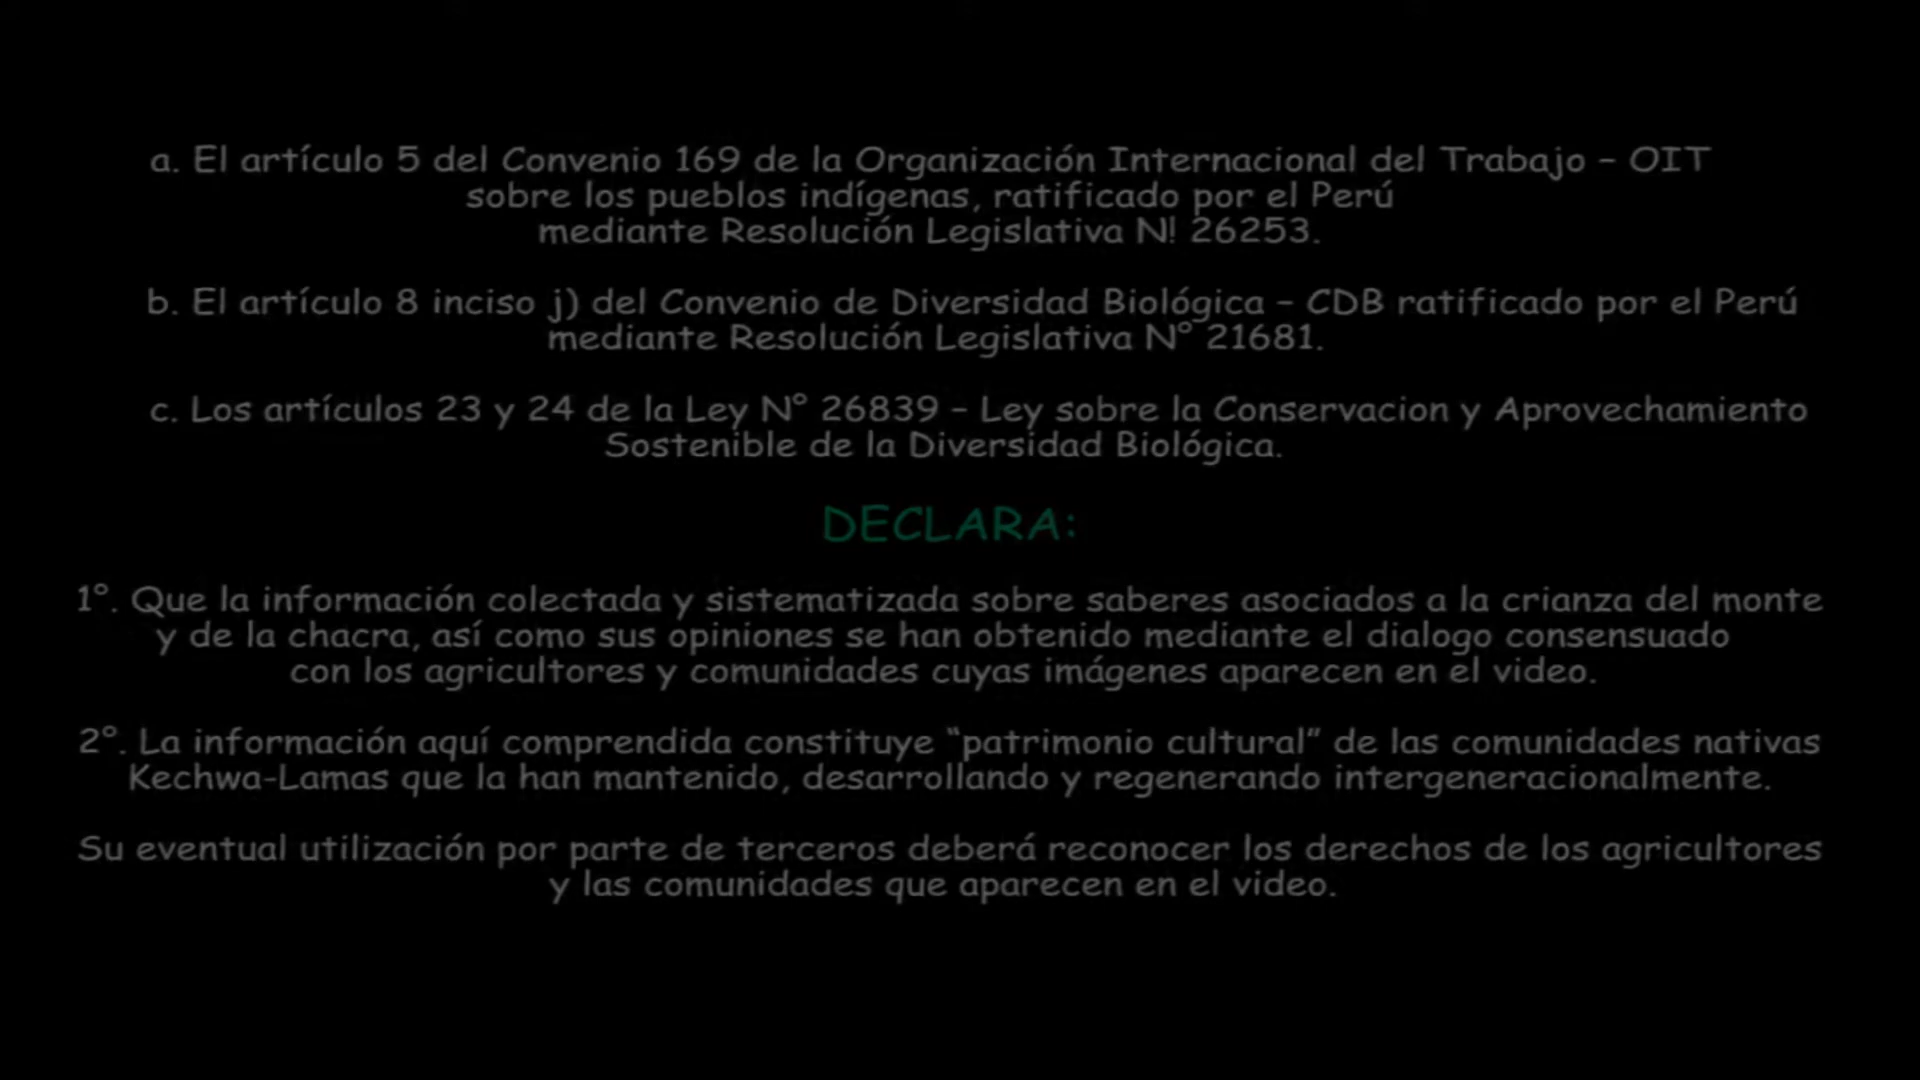 a. El artículo 5 del Convenio 169 de la Organización Internacional del Trabajo – OIT
sobre los pueblos indígenas, ratificado por el Perú
mediante Resolución Legislativa N! 26253.
b. El artículo 8 inciso j) del Convenio de Diversidad Biológica – CDB ratificado por el Perú
mediante Resolución Legislativa N° 21681.
c. Los artículos 23 y 24 de la Ley N° 26839 – Ley sobre la Conservacion y Aprovechamiento
Sostenible de la Diversidad Biológica.
DECLARA:
1°. Que la información colectada y sistematizada sobre saberes asociados a la crianza del monte
y de la chacra, así como sus opiniones se han obtenido mediante el dialogo consensuado
con los agricultores y comunidades cuyas imágenes aparecen en el video.
2°. La información aquí comprendida constituye “patrimonio cultural” de las comunidades nativas
Kechwa-Lamas que la han mantenido, desarrollando y regenerando intergeneracionalmente.
Su eventual utilización por parte de terceros deberá reconocer los derechos de los agricultores
y las comunidades que aparecen en el video.